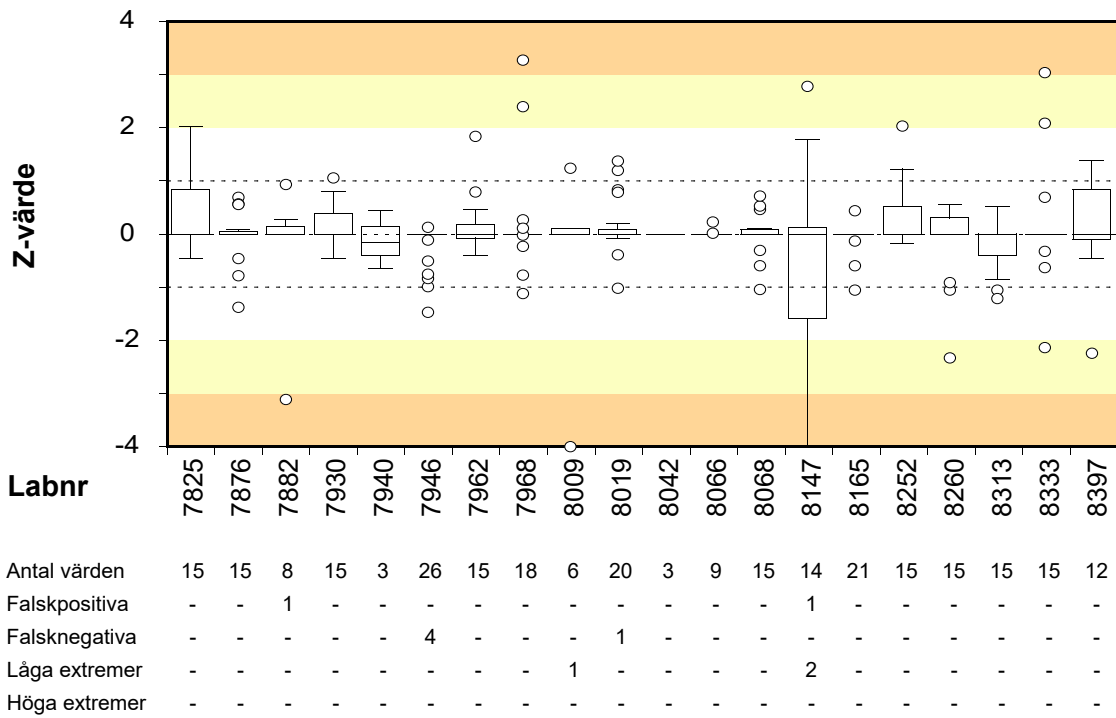 4
2
0
-2
-4
Z-värde
Labnr 7825 7876 7882 7930 7940 7946 7962 7968 8009 8019 8042 8066 8068 8147 8165 8252 8260 8313 8333 8397
Antal värden 15 15 8 15 3 26 15 18 6 20 3 9 15 14 21 15 15 15 15 12
Falskpositiva - - 1 - - - - - - - - - - 1 - - - - - -
Falsknegativa - - - - - 4 - - - 1 - - - - - - - - - -
Låga extremer - - - - - - - - 1 - - - - 2 - - - - - -
Höga extremer - - - - - - - - - - - - - - - - - - - -